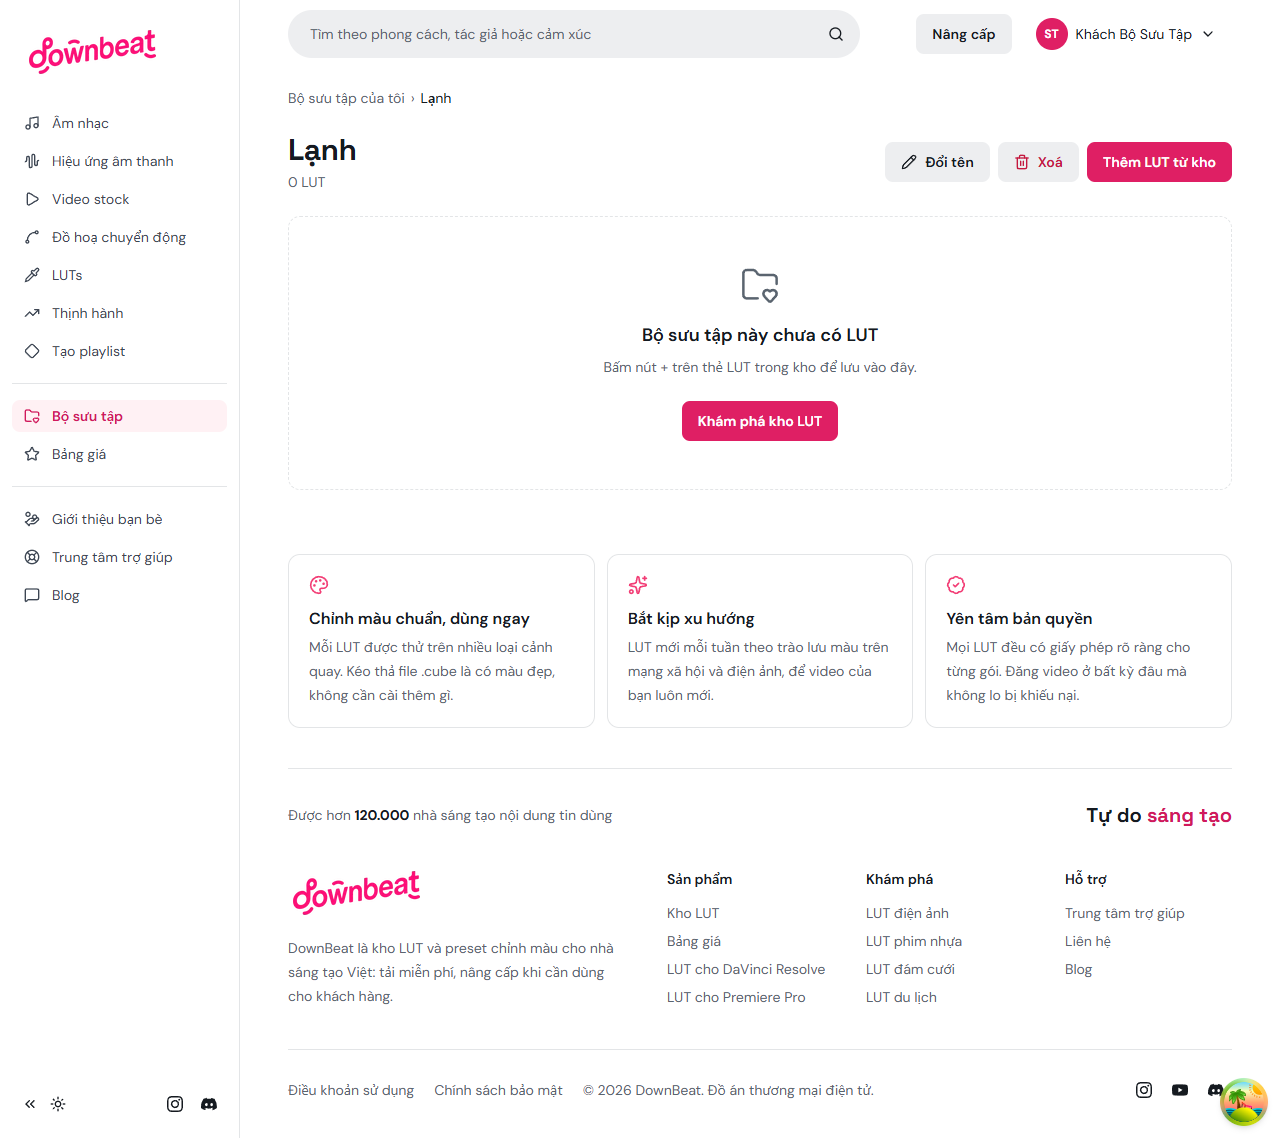 downbeat
Tìm theo phong cách, tác giả hoặc cảm xúc
Nâng cấp
ST
Khách Bộ Sưu Tập
Âm nhạc
Hiệu ứng âm thanh
Video stock
Đồ hoạ chuyển động
LUTs
Thịnh hành
Tạo playlist
Bộ sưu tập
Bảng giá
Giới thiệu bạn bè
Trung tâm trợ giúp
Blog
Bộ sưu tập của tôi › Lạnh
Lạnh
0 LUT
Đổi tên
Xoá
Thêm LUT từ kho
Bộ sưu tập này chưa có LUT
Bấm nút + trên thẻ LUT trong kho để lưu vào đây.
Khám phá kho LUT
Chỉnh màu chuẩn, dùng ngay
Mỗi LUT được thử trên nhiều loại cảnh
quay. Kéo thả file .cube là có màu đẹp,
không cần cài thêm gì.
Bắt kịp xu hướng
LUT mới mỗi tuần theo trào lưu màu trên
mạng xã hội và điện ảnh, để video của
bạn luôn mới.
Yên tâm bản quyền
Mọi LUT đều có giấy phép rõ ràng cho
từng gói. Đăng video ở bất kỳ đâu mà
không lo bị khiếu nại.
Được hơn 120.000 nhà sáng tạo nội dung tin dùng
Tự do sáng tạo
downbeat
DownBeat là kho LUT và preset chỉnh màu cho nhà
sáng tạo Việt: tải miễn phí, nâng cấp khi cần dùng
cho khách hàng.
Sản phẩm
Kho LUT
Bảng giá
LUT cho DaVinci Resolve
LUT cho Premiere Pro
Khám phá
LUT điện ảnh
LUT phim nhựa
LUT đám cưới
LUT du lịch
Hỗ trợ
Trung tâm trợ giúp
Liên hệ
Blog
Điều khoản sử dụng
Chính sách bảo mật
© 2026 DownBeat. Đồ án thương mại điện tử.